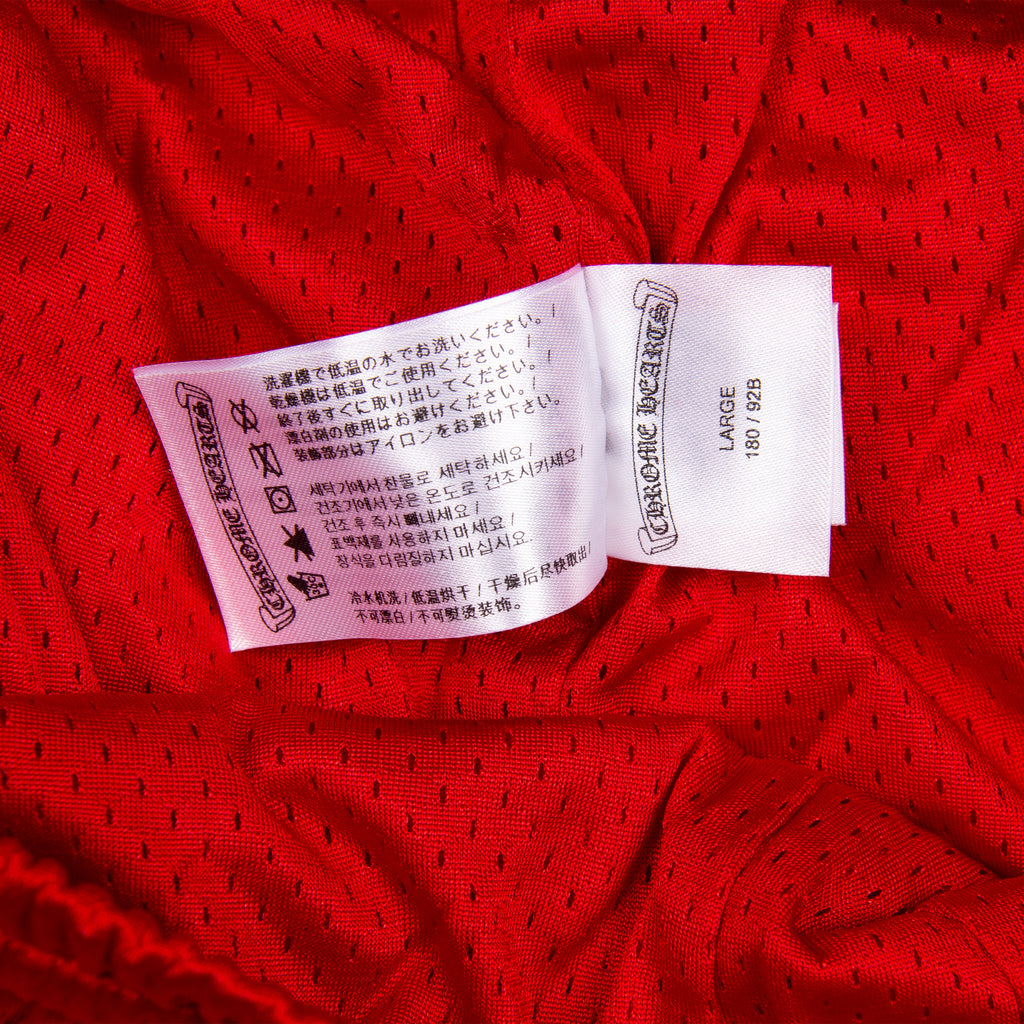 CHROME HEARTS
洗濯機で低温の水でお洗いください。/
乾燥機は低温でご使用ください。/
終了後すぐに取り出してください。/
漂白剤の使用はお避けください。/
装飾部分はアイロンをお避け下さい。
세탁기에서 찬물로 세탁하세요 /
건조기에서 낮은 온도로 건조시키세요 /
건조 후 즉시 빼내세요 /
표백제를 사용하지 마세요 /
장식을 다림질하지 마십시요.
冷水机洗 / 低温烘干 / 干燥后尽快取出 /
不可漂白 / 不可熨烫装饰。
CHROME HEARTS
LARGE
180 / 92B